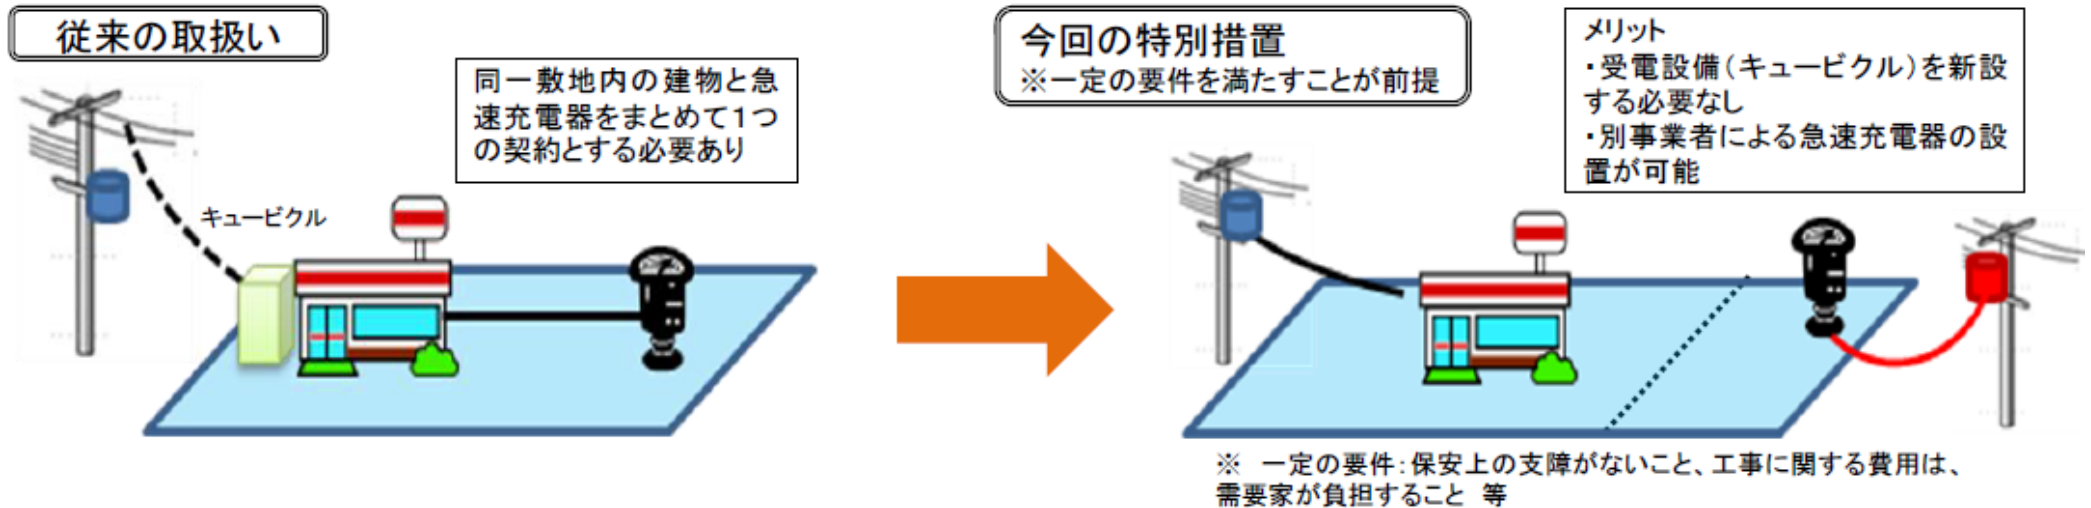 従来の取扱い
同一敷地内の建物と急
速充電器をまとめて１つ
の契約とする必要あり
キュービクル
今回の特別措置
※一定の要件を満たすことが前提
メリット
・受電設備（キュービクル）を新設
する必要なし
・別事業者による急速充電器の設
置が可能
※　一定の要件：保安上の支障がないこと、工事に関する費用は、
需要家が負担すること　等